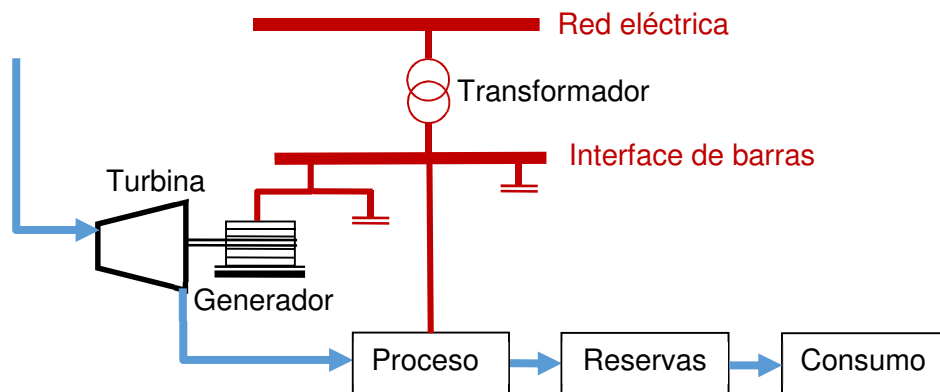 Red eléctrica
Transformador
Interface de barras
Turbina
Generador
Proceso
Reservas
Consumo